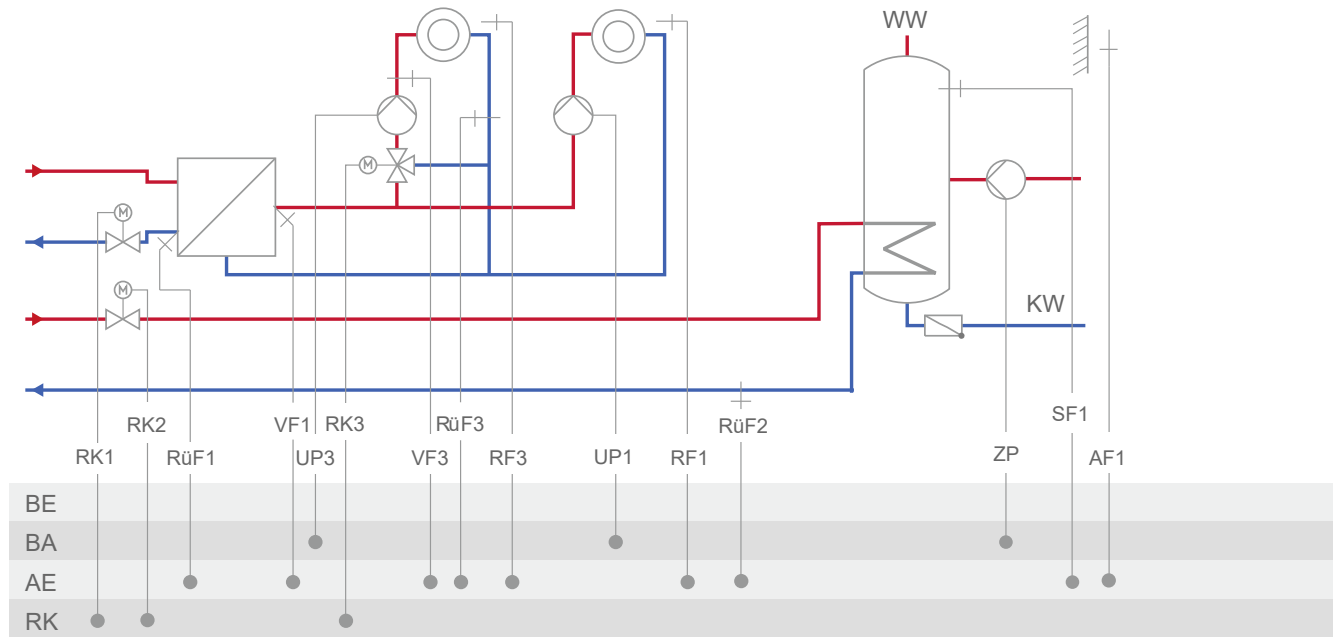 WW
M
M
M
KW
RK1
RK2
RüF1
VF1
UP3
RK3
VF3
RüF3
RF3
UP1
RF1
RüF2
ZP
SF1
AF1
BE
BA
AE
RK